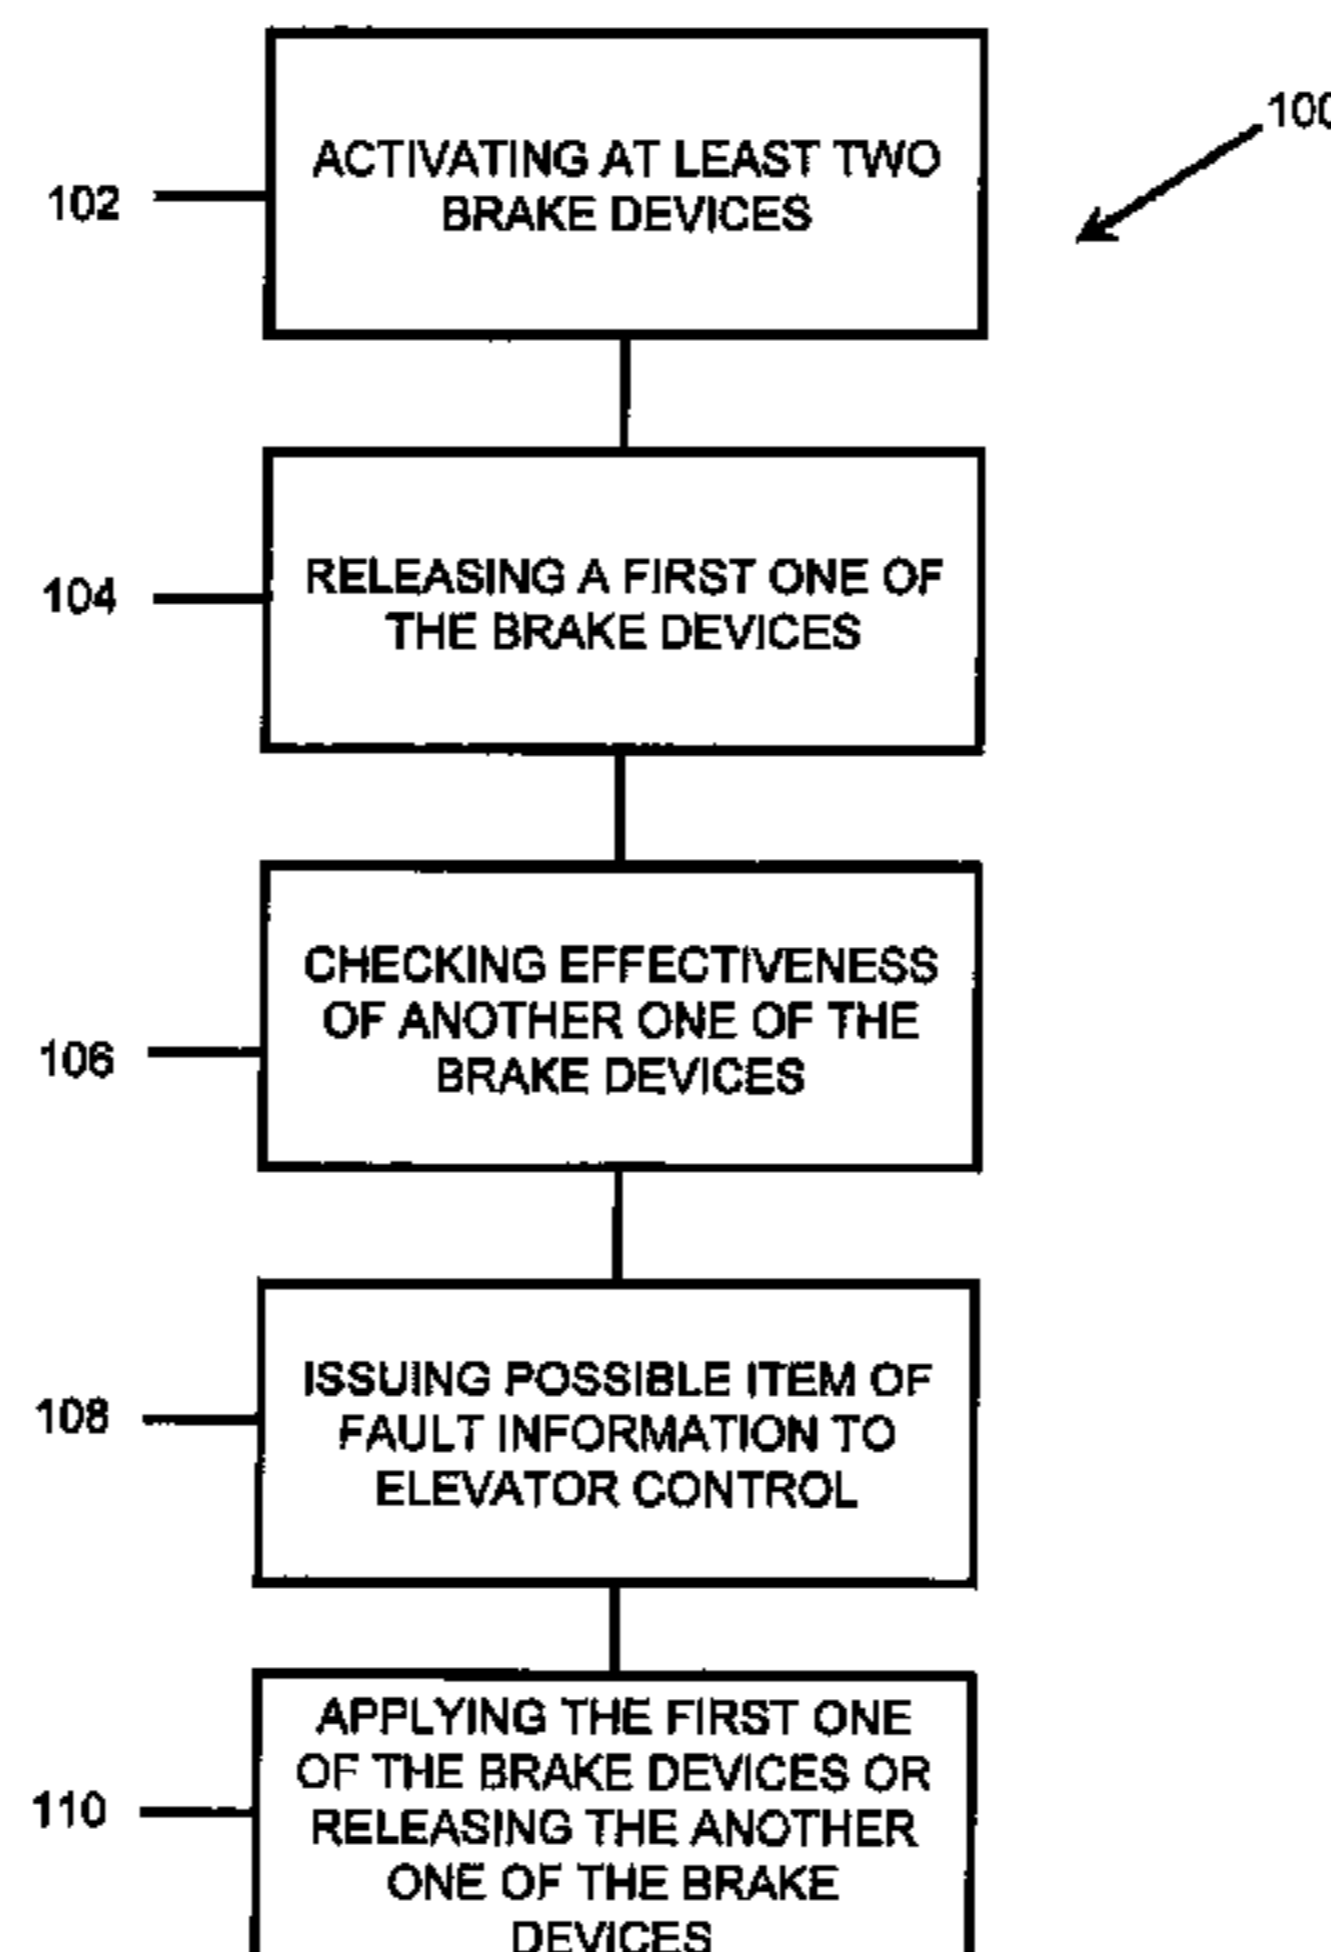 100
ACTIVATING AT LEAST TWO
BRAKE DEVICES
102
RELEASING A FIRST ONE OF
THE BRAKE DEVICES
104
CHECKING EFFECTIVENESS
OF ANOTHER ONE OF THE
BRAKE DEVICES
106
ISSUING POSSIBLE ITEM OF
FAULT INFORMATION TO
ELEVATOR CONTROL
108
APPLYING THE FIRST ONE
OF THE BRAKE DEVICES OR
RELEASING THE ANOTHER
ONE OF THE BRAKE
DEVICES
110